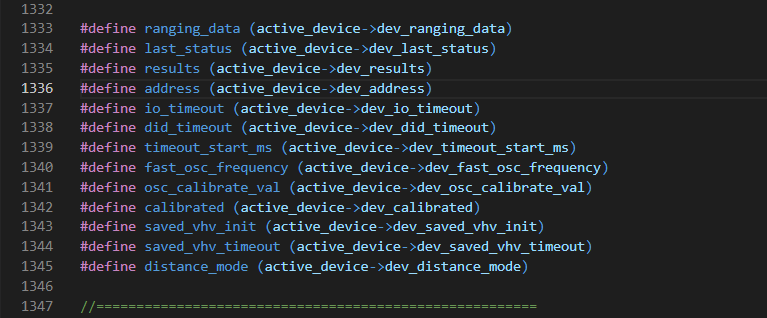 1332
1333 #define ranging_data (active_device->dev_ranging_data)
1334 #define last_status (active_device->dev_last_status)
1335 #define results (active_device->dev_results)
1336 #define address (active_device->dev_address)
1337 #define io_timeout (active_device->dev_io_timeout)
1338 #define did_timeout (active_device->dev_did_timeout)
1339 #define timeout_start_ms (active_device->dev_timeout_start_ms)
1340 #define fast_osc_frequency (active_device->dev_fast_osc_frequency)
1341 #define osc_calibrate_val (active_device->dev_osc_calibrate_val)
1342 #define calibrated (active_device->dev_calibrated)
1343 #define saved_vhv_init (active_device->dev_saved_vhv_init)
1344 #define saved_vhv_timeout (active_device->dev_saved_vhv_timeout)
1345 #define distance_mode (active_device->dev_distance_mode)
1346
1347 //=======================================================